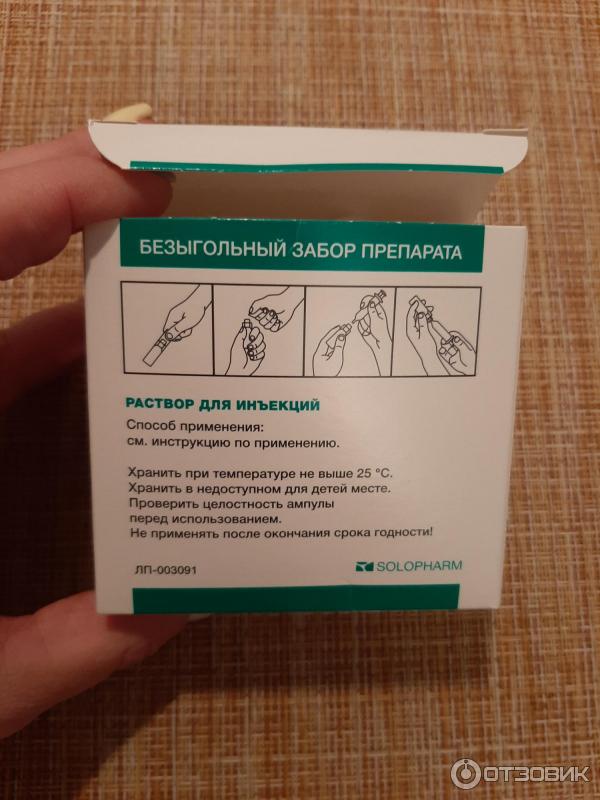 БЕЗЫГОЛЬНЫЙ ЗАБОР ПРЕПАРАТА
РАСТВОР ДЛЯ ИНЪЕКЦИЙ
Способ применения:
см. инструкцию по применению.
Хранить при температуре не выше 25 °С.
Хранить в недоступном для детей месте.
Проверить целостность ампулы
перед использованием.
Не применять после окончания срока годности!
ЛП-003091
SOLOPHARM
ОТЗОВИК